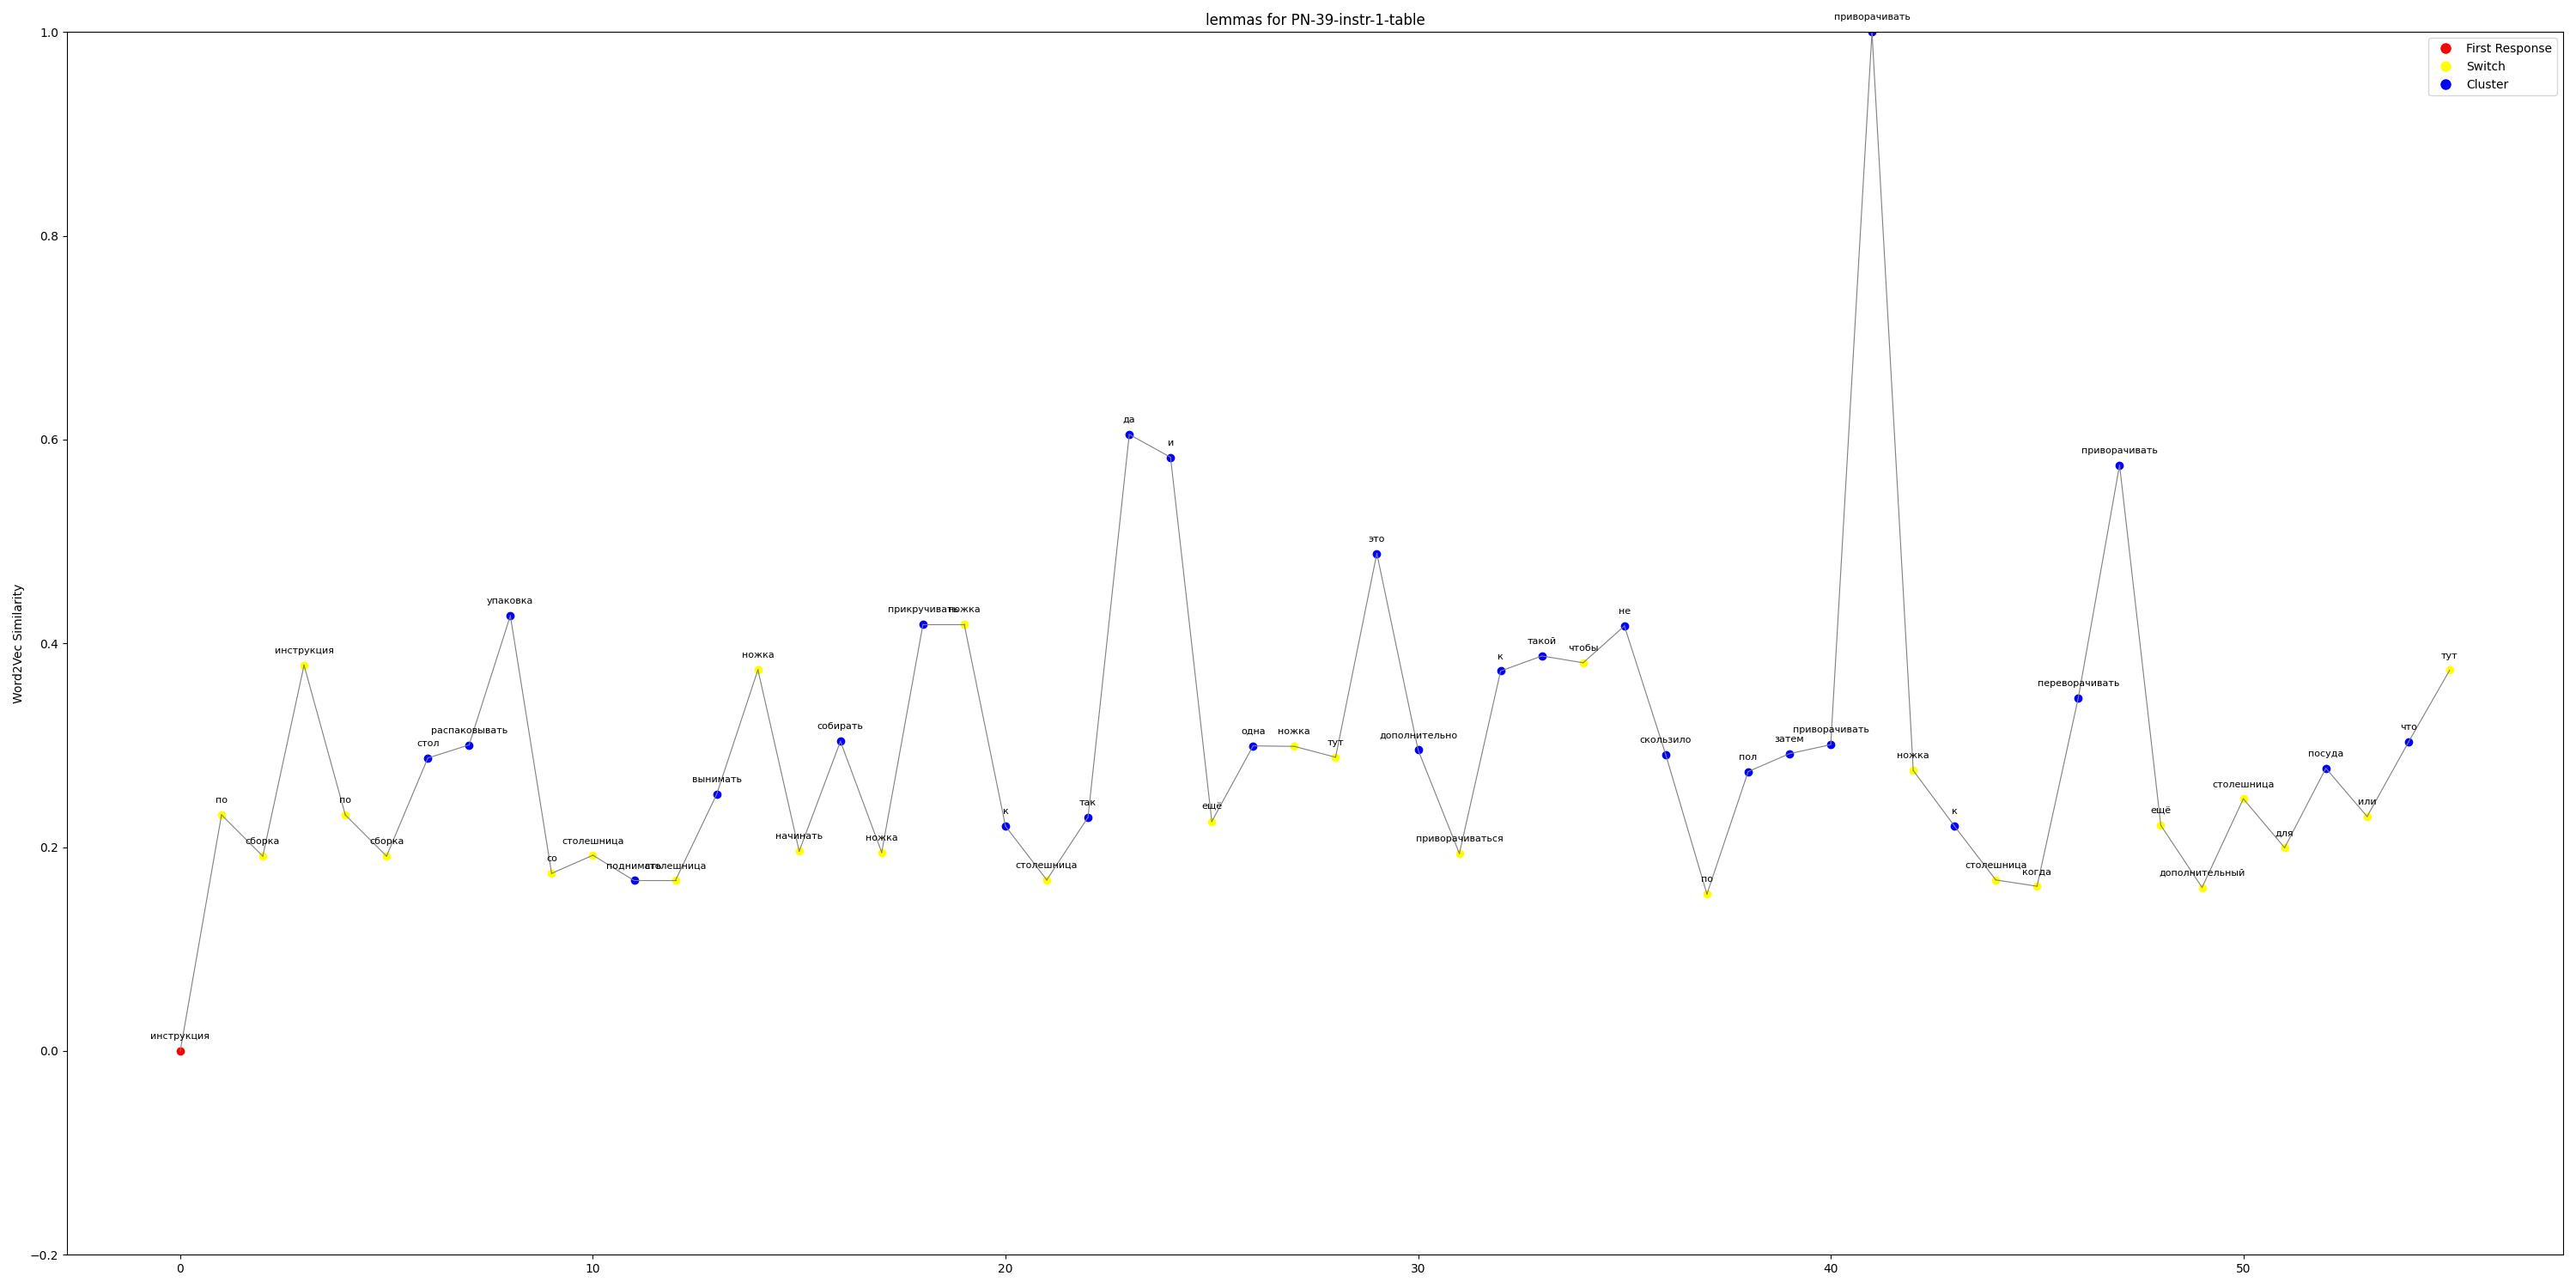 lemmas for PN-39-instr-1-table
First Response
Switch
Cluster
Word2Vec Similarity
1.0
0.8
0.6
0.4
0.2
0.0
−0.2
0
10
20
30
40
50
инструкция
по
сборка
инструкция
по
сборка
стол
распаковывать
упаковка
со
столешница
поднимать
столешница
вынимать
ножка
начинать
собирать
ножка
прикручивать
ножка
к
столешница
так
да
и
ещё
одна
ножка
тут
это
дополнительно
приворачиваться
к
такой
чтобы
не
скользило
по
пол
затем
приворачивать
приворачивать
ножка
к
столешница
когда
переворачивать
приворачивать
ещё
дополнительный
столешница
для
посуда
или
что
тут